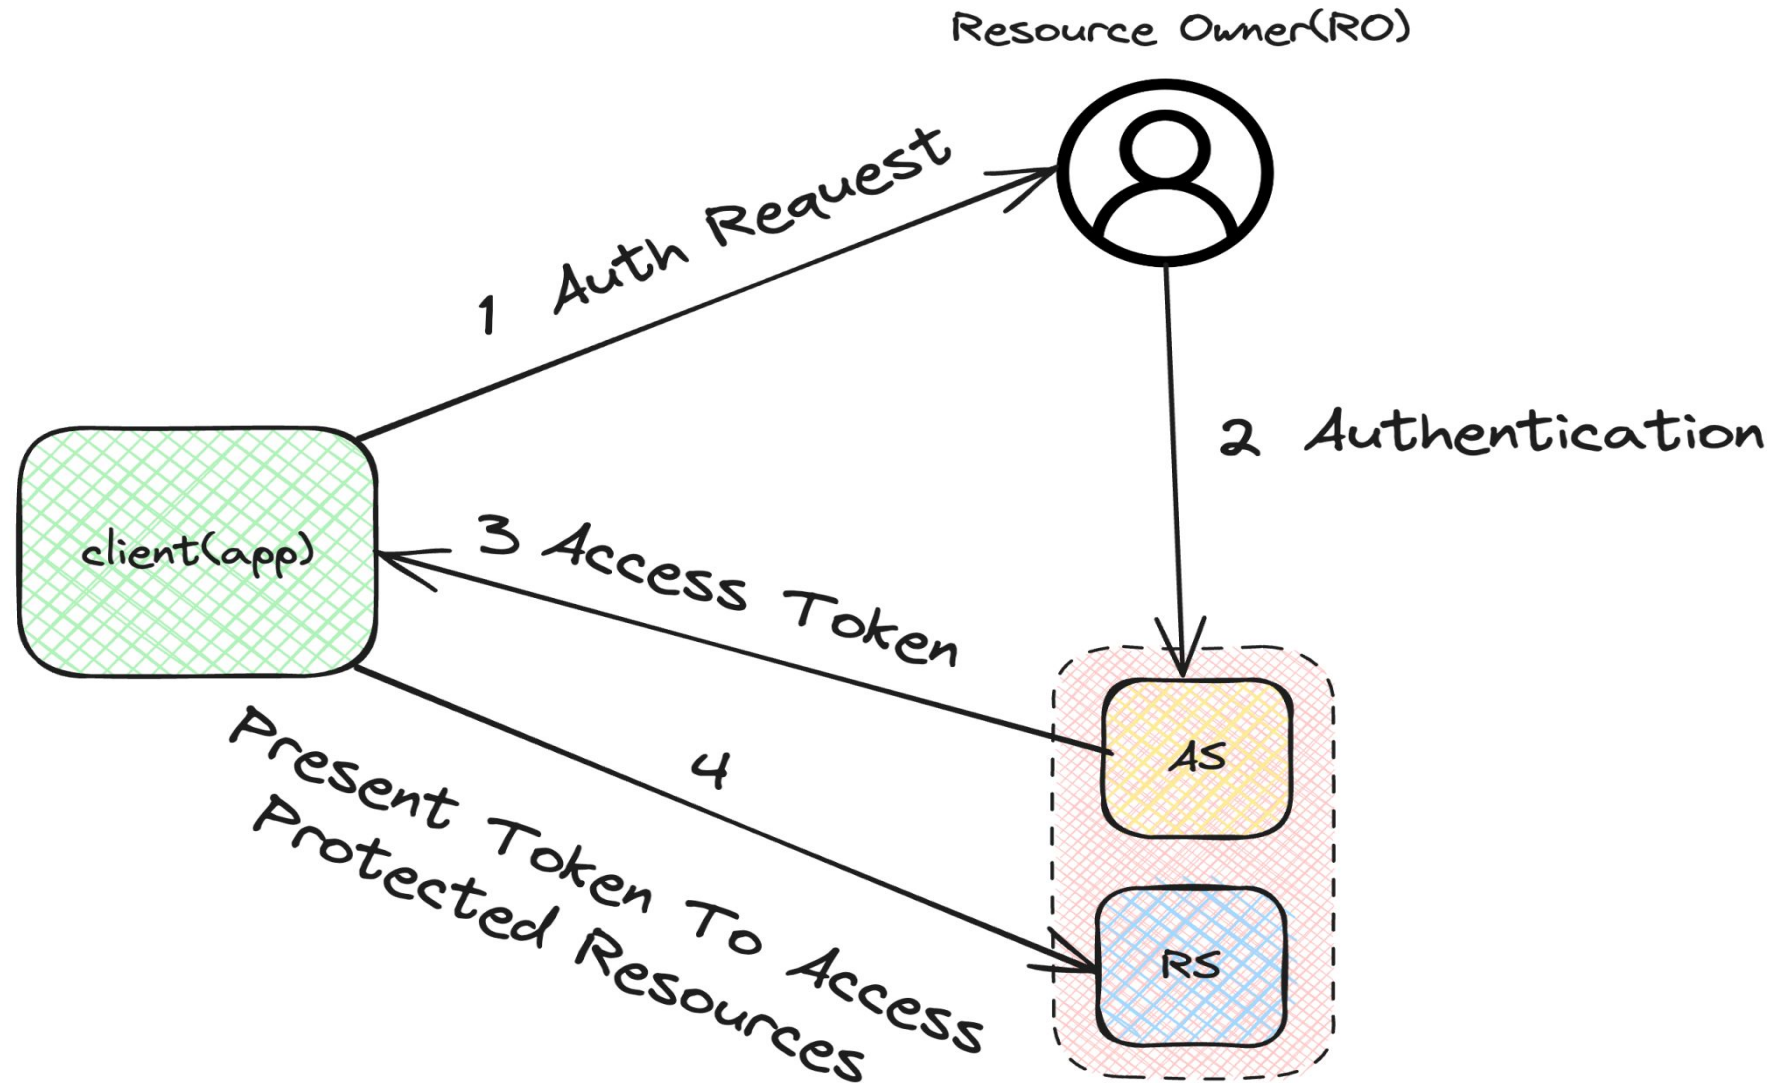 Resource Owner(RO)
1 Auth Request
2 Authentication
client(app)
3 Access Token
4
Present Token To Access
Protected Resources
AS
RS